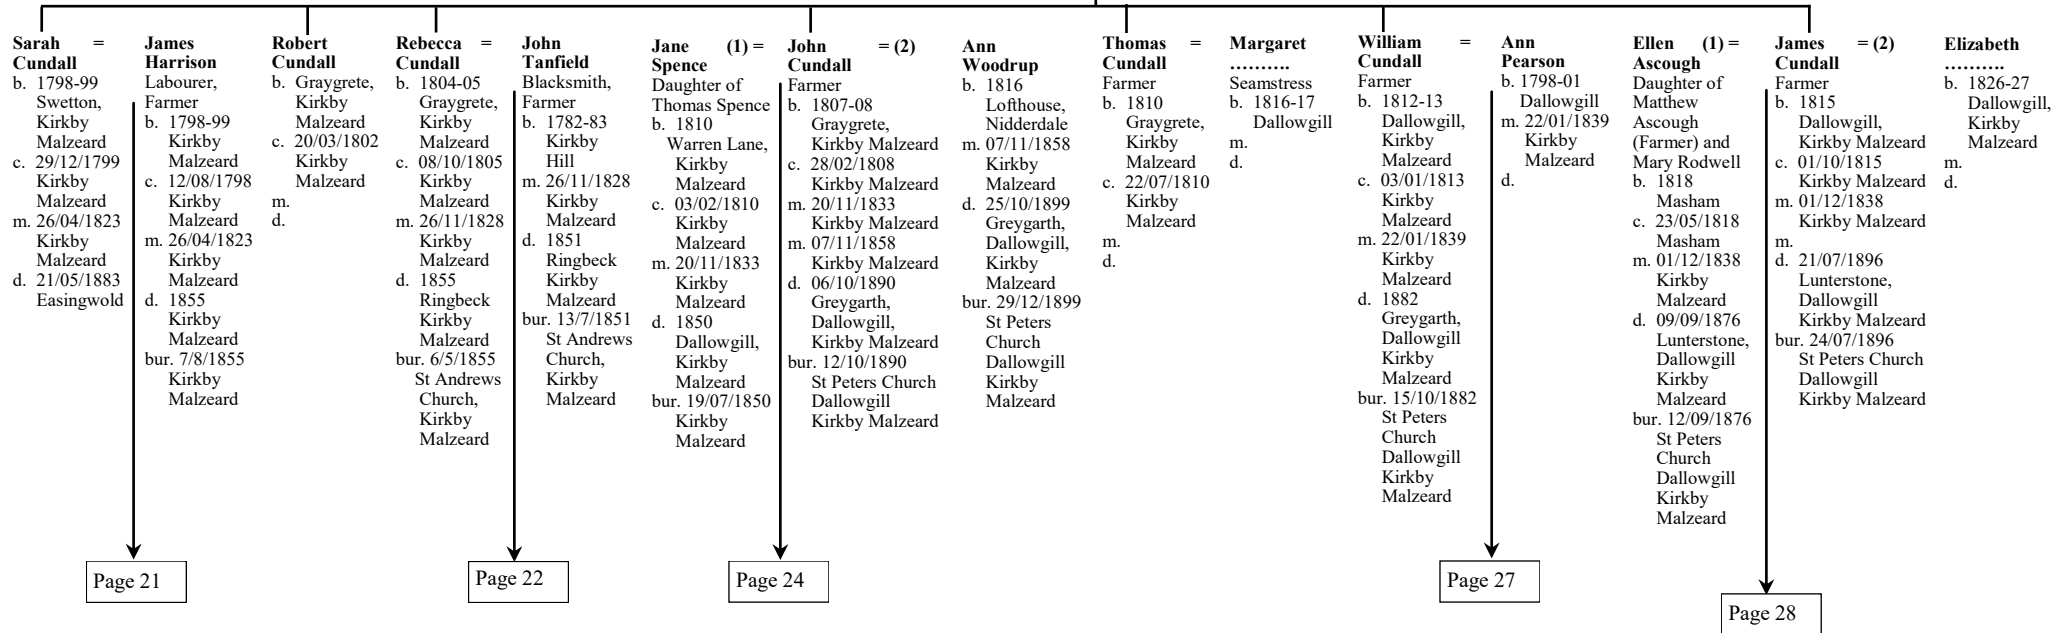 Sarah =
Cundall
b. 1798-99
Swetton,
Kirkby
Malzeard
c. 29/12/1799
Kirkby
Malzeard
m. 26/04/1823
Kirkby
Malzeard
d. 21/05/1883
Easingwold
James
Harrison
Labourer,
Farmer
b. 1798-99
Kirkby
Malzeard
c. 12/08/1798
Kirkby
Malzeard
m. 26/04/1823
Kirkby
Malzeard
d. 1855
Kirkby
Malzeard
bur. 7/8/1855
Kirkby
Malzeard
Robert
Cundall
b. Graygrete,
Kirkby
Malzeard
c. 20/03/1802
Kirkby
Malzeard
m.
d.
Rebecca =
Cundall
b. 1804-05
Graygrete,
Kirkby
Malzeard
c. 08/10/1805
Kirkby
Malzeard
m. 26/11/1828
Kirkby
Malzeard
d. 1855
Ringbeck
Kirkby
Malzeard
bur. 6/5/1855
St Andrews
Church,
Kirkby
Malzeard
John
Tanfield
Blacksmith,
Farmer
b. 1782-83
Kirkby
Hill
m. 26/11/1828
Kirkby
Malzeard
d. 1851
Ringbeck
Kirkby
Malzeard
bur. 13/7/1851
St Andrews
Church,
Kirkby
Malzeard
Jane (1) =
Spence
Daughter of
Thomas Spence
b. 1810
Warren Lane,
Kirkby
Malzeard
c. 03/02/1810
Kirkby
Malzeard
m. 20/11/1833
Kirkby
Malzeard
d. 1850
Dallowgill,
Kirkby
Malzeard
bur. 19/07/1850
Kirkby
Malzeard
John = (2)
Cundall
Farmer
b. 1807-08
Graygrete,
Kirkby Malzeard
c. 28/02/1808
Kirkby Malzeard
m. 20/11/1833
Kirkby Malzeard
m. 07/11/1858
Kirkby Malzeard
d. 06/10/1890
Greygarth,
Dallowgill,
Kirkby Malzeard
bur. 12/10/1890
St Peters Church
Dallowgill
Kirkby Malzeard
Ann
Woodrup
b. 1816
Lofthouse,
Nidderdale
m. 07/11/1858
Kirkby
Malzeard
d. 25/10/1899
Greygarth,
Dallowgill,
Kirkby
Malzeard
bur. 29/12/1899
St Peters
Church
Dallowgill
Kirkby
Malzeard
Thomas =
Cundall
Farmer
b. 1810
Graygrete,
Kirkby
Malzeard
c. 22/07/1810
Kirkby
Malzeard
m.
d.
Margaret
……….
Seamstress
b. 1816-17
Dallowgill
m.
d.
William =
Cundall
Farmer
b. 1812-13
Dallowgill,
Kirkby
Malzeard
c. 03/01/1813
Kirkby
Malzeard
m. 22/01/1839
Kirkby
Malzeard
d. 1882
Greygarth,
Dallowgill
Kirkby
Malzeard
bur. 15/10/1882
St Peters
Church
Dallowgill
Kirkby
Malzeard
Ann
Pearson
b. 1798-01
Dallowgill
m. 22/01/1839
Kirkby
Malzeard
d.
Ellen (1) =
Ascough
Daughter of
Matthew
Ascough
(Farmer) and
Mary Rodwell
b. 1818
Masham
c. 23/05/1818
Masham
m. 01/12/1838
Kirkby
Malzeard
d. 09/09/1876
Lunterstone,
Dallowgill
Kirkby
Malzeard
bur. 12/09/1876
St Peters
Church
Dallowgill
Kirkby
Malzeard
James = (2)
Cundall
Farmer
b. 1815
Dallowgill,
Kirkby Malzeard
c. 01/10/1815
Kirkby Malzeard
m. 01/12/1838
Kirkby Malzeard
m.
d. 21/07/1896
Lunterstone,
Dallowgill
Kirkby Malzeard
bur. 24/07/1896
St Peters Church
Dallowgill
Kirkby Malzeard
Elizabeth
……….
b. 1826-27
Dallowgill,
Kirkby
Malzeard
m.
d.
Page 21
Page 22
Page 24
Page 27
Page 28